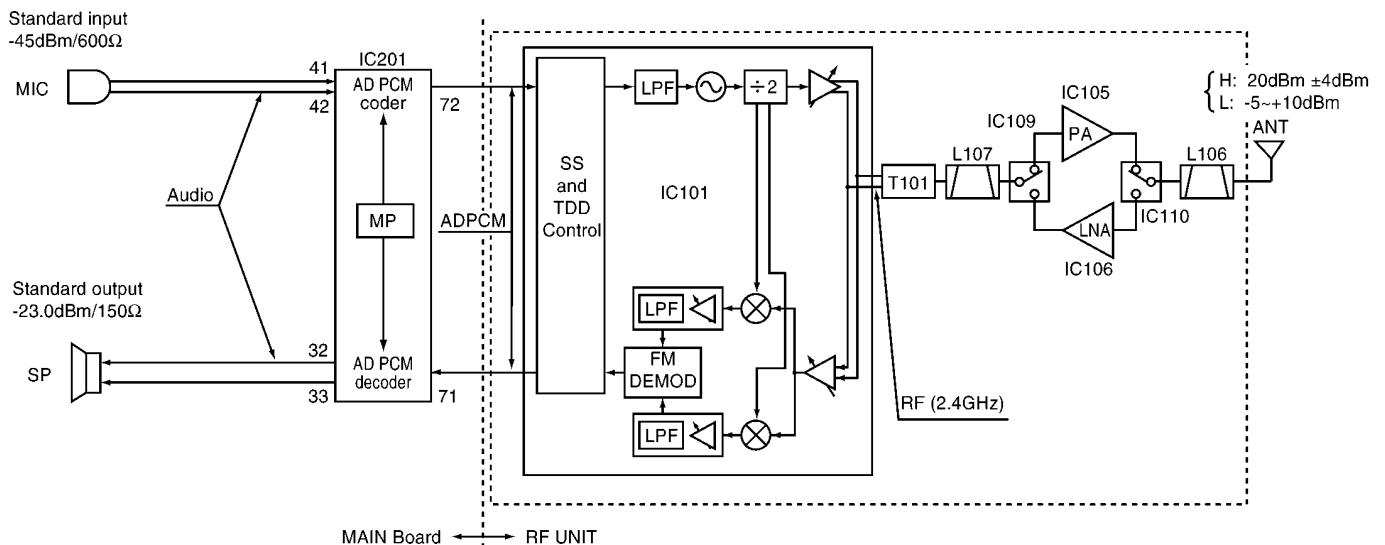 Standard input
-45dBm/600Ω
MIC
41
42
IC201
AD PCM
coder
72
Audio
MP
ADPCM
Standard output
-23.0dBm/150Ω
SP
32
33
AD PCM
decoder
71
SS
and
TDD
Control
LPF
÷2
IC101
LPF
FM
DEMOD
LPF
T101
L107
IC109
IC105
PA
LNA
IC106
IC110
L106
H: 20dBm ±4dBm
L: -5~+10dBm
ANT
RF (2.4GHz)
MAIN Board
RF UNIT